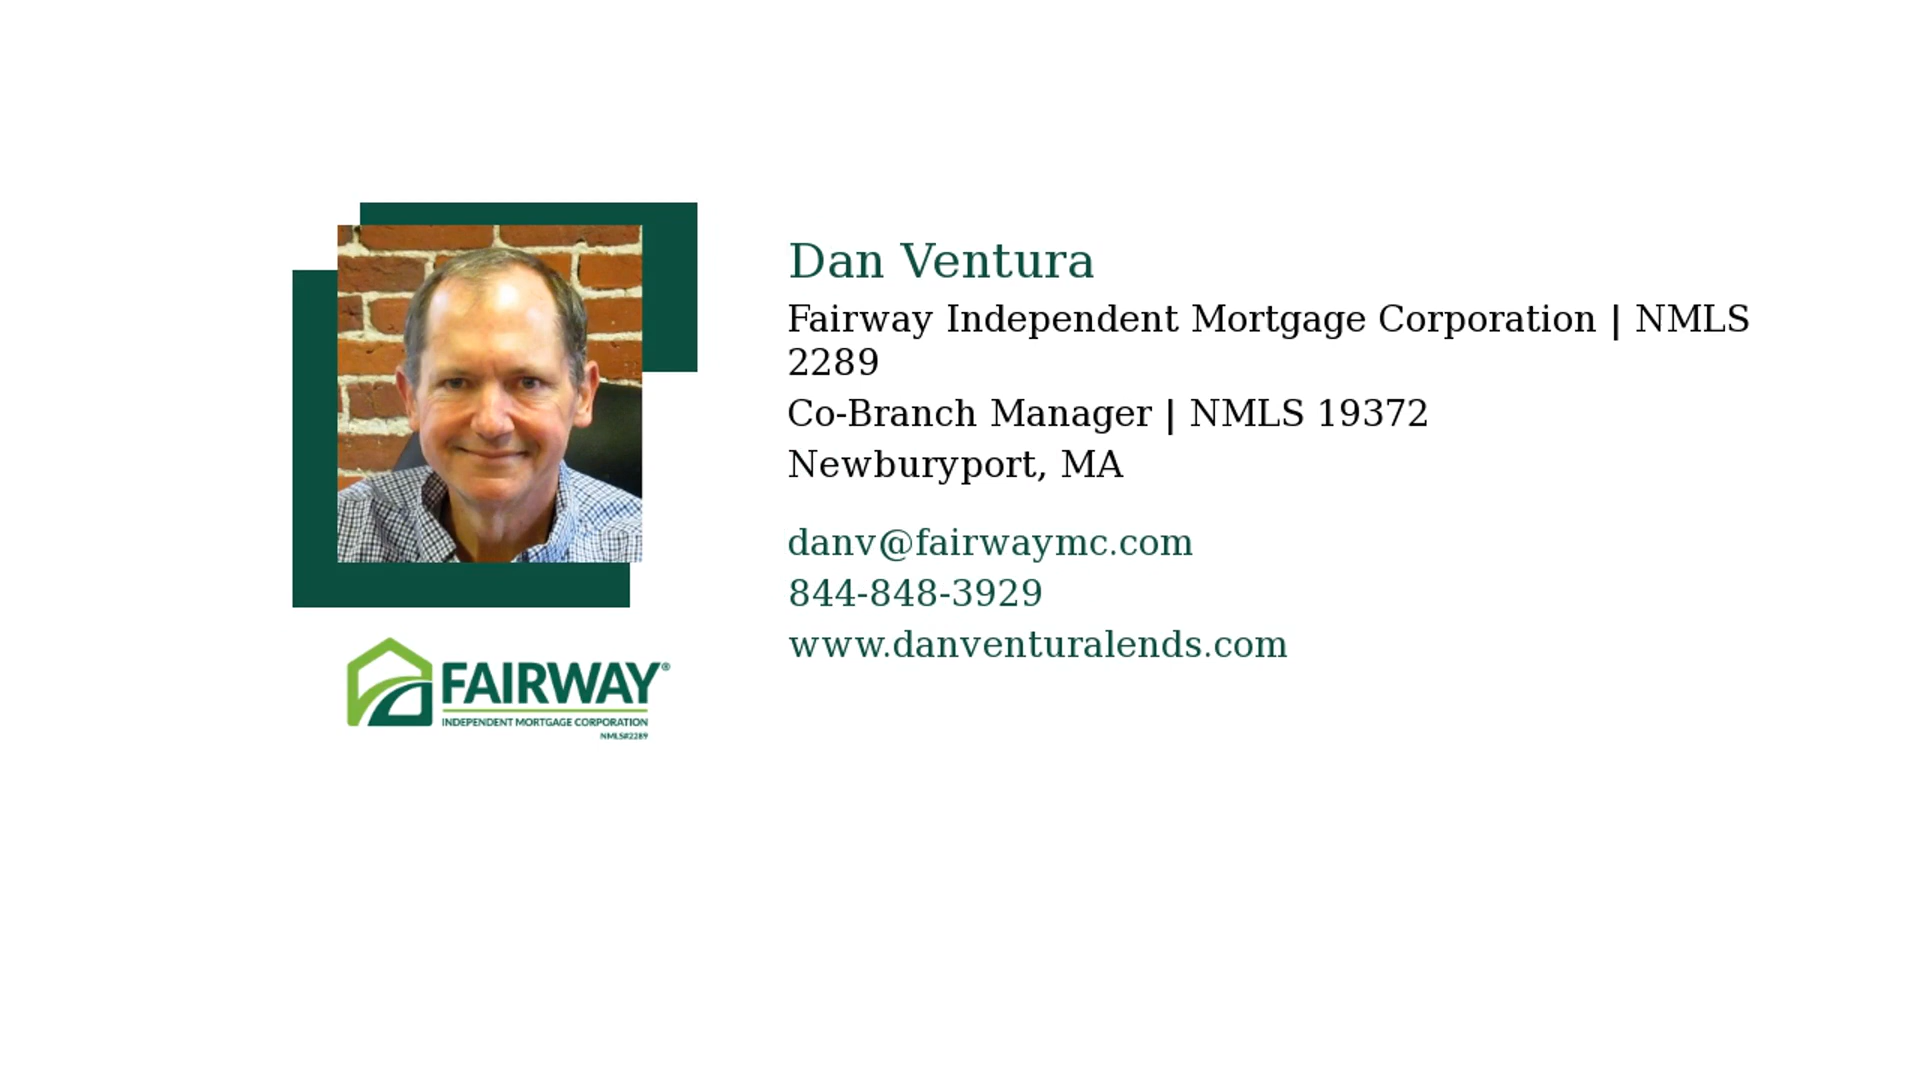 Dan Ventura
Fairway Independent Mortgage Corporation | NMLS
2289
Co-Branch Manager | NMLS 19372
Newburyport, MA
danv@fairwaymc.com
844-848-3929
www.danventuralends.com
FAIRWAY®
INDEPENDENT MORTGAGE CORPORATION
NMLS#2289